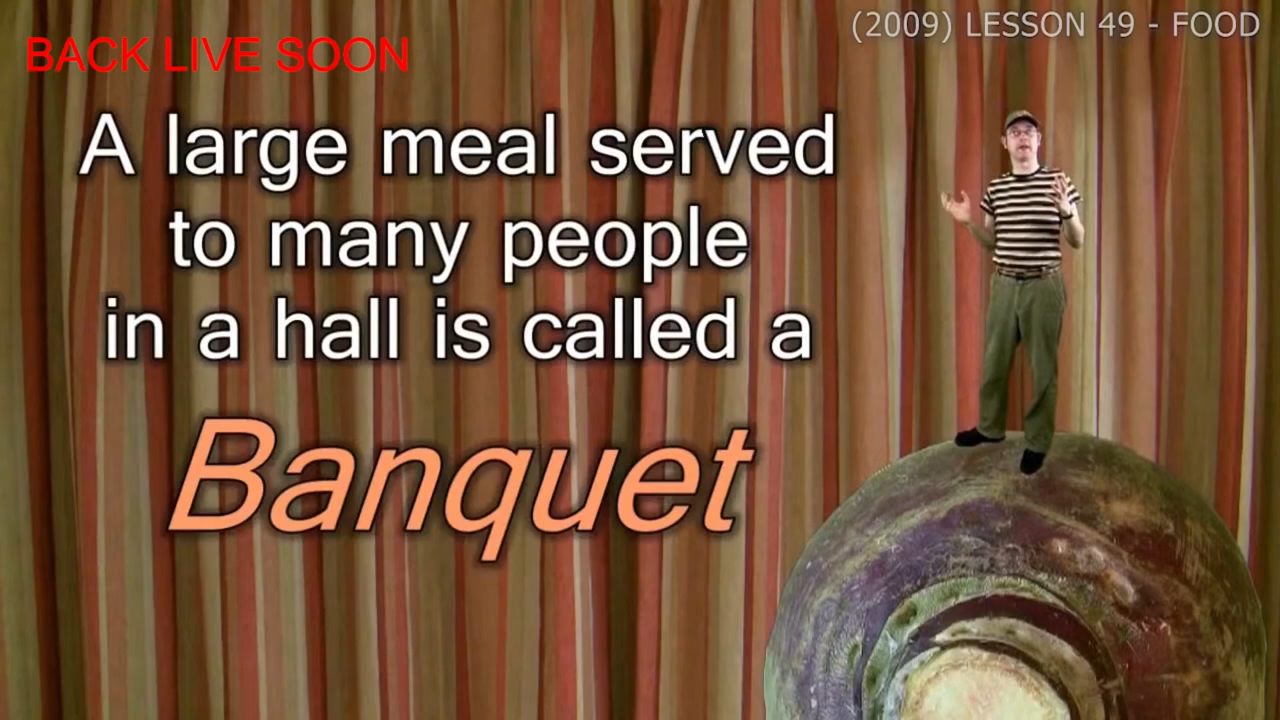 (2009) LESSON 49 - FOOD
BACK LIVE SOON
A large meal served
to many people
in a hall is called a
Banquet